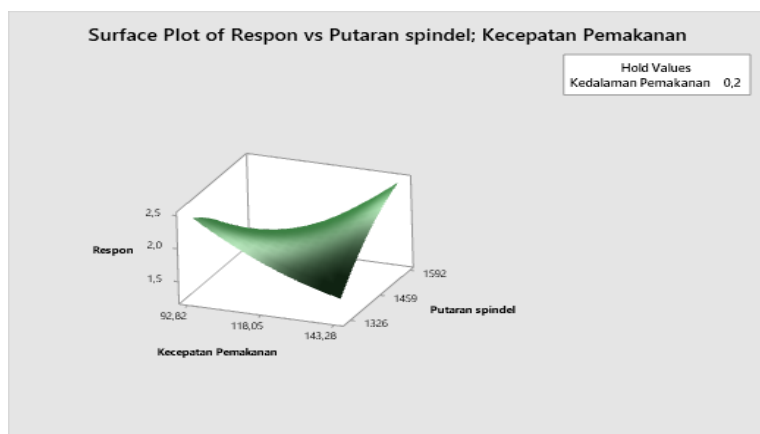 Surface Plot of Respon vs Putaran spindel; Kecepatan Pemakanan
Hold Values
Kedalaman Pemakanan 0,2
2,5
Respon 2,0
1,5
92,82
118,05
143,28
Kecepatan Pemakanan
1326
1459
1592
Putaran spindel